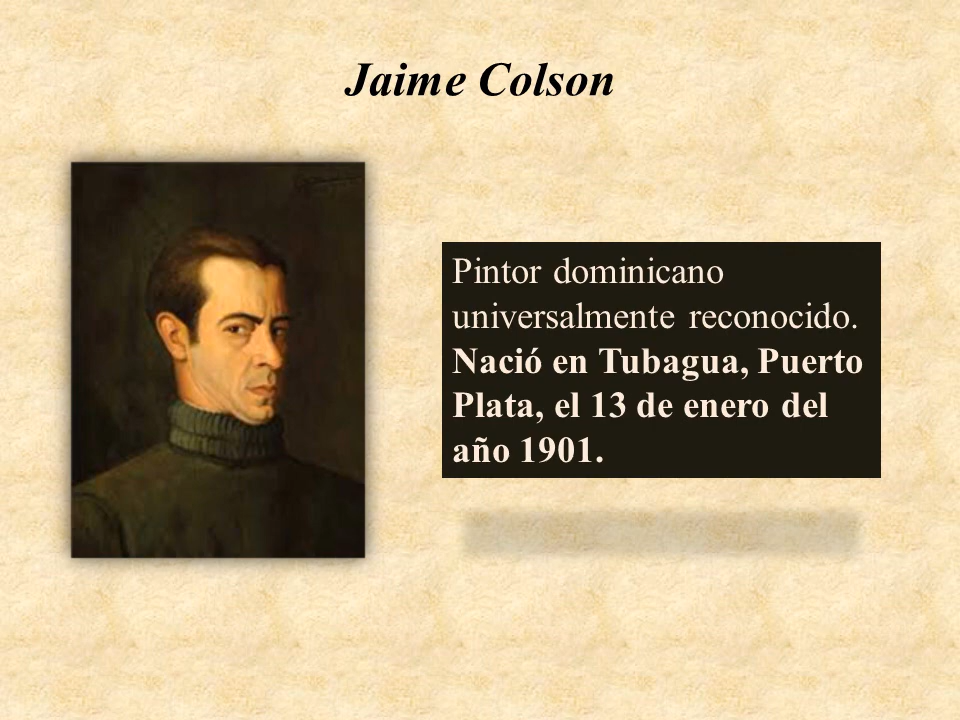 Jaime Colson
Pintor dominicano
universalmente reconocido.
Nació en Tubagua, Puerto
Plata, el 13 de enero del
año 1901.